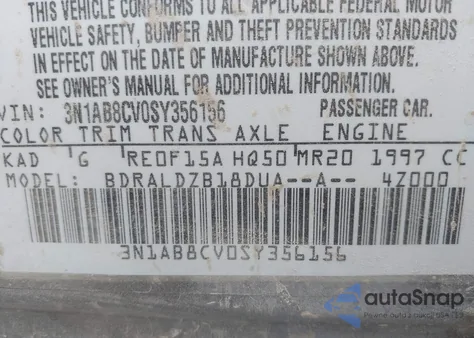 THIS VEHICLE CONFORMS TO ALL APPLICABLE FEDERAL MOTOR
VEHICLE SAFETY, BUMPER AND THEFT PREVENTION STANDARDS
IN EFFECT ON THE DATE OF MANUFACTURE SHOWN ABOVE.
SEE OWNER'S MANUAL FOR ADDITIONAL INFORMATION.
VIN: 3N1AB8CV0SY356156 PASSENGER CAR.
COLOR TRIM TRANS AXLE ENGINE
KAD G RE0F15A HQ50 MR20 1997 CC
MODEL: BDRALDZB18DUA--A-- 4Z000
3N1AB8CV0SY356156
autoSnap